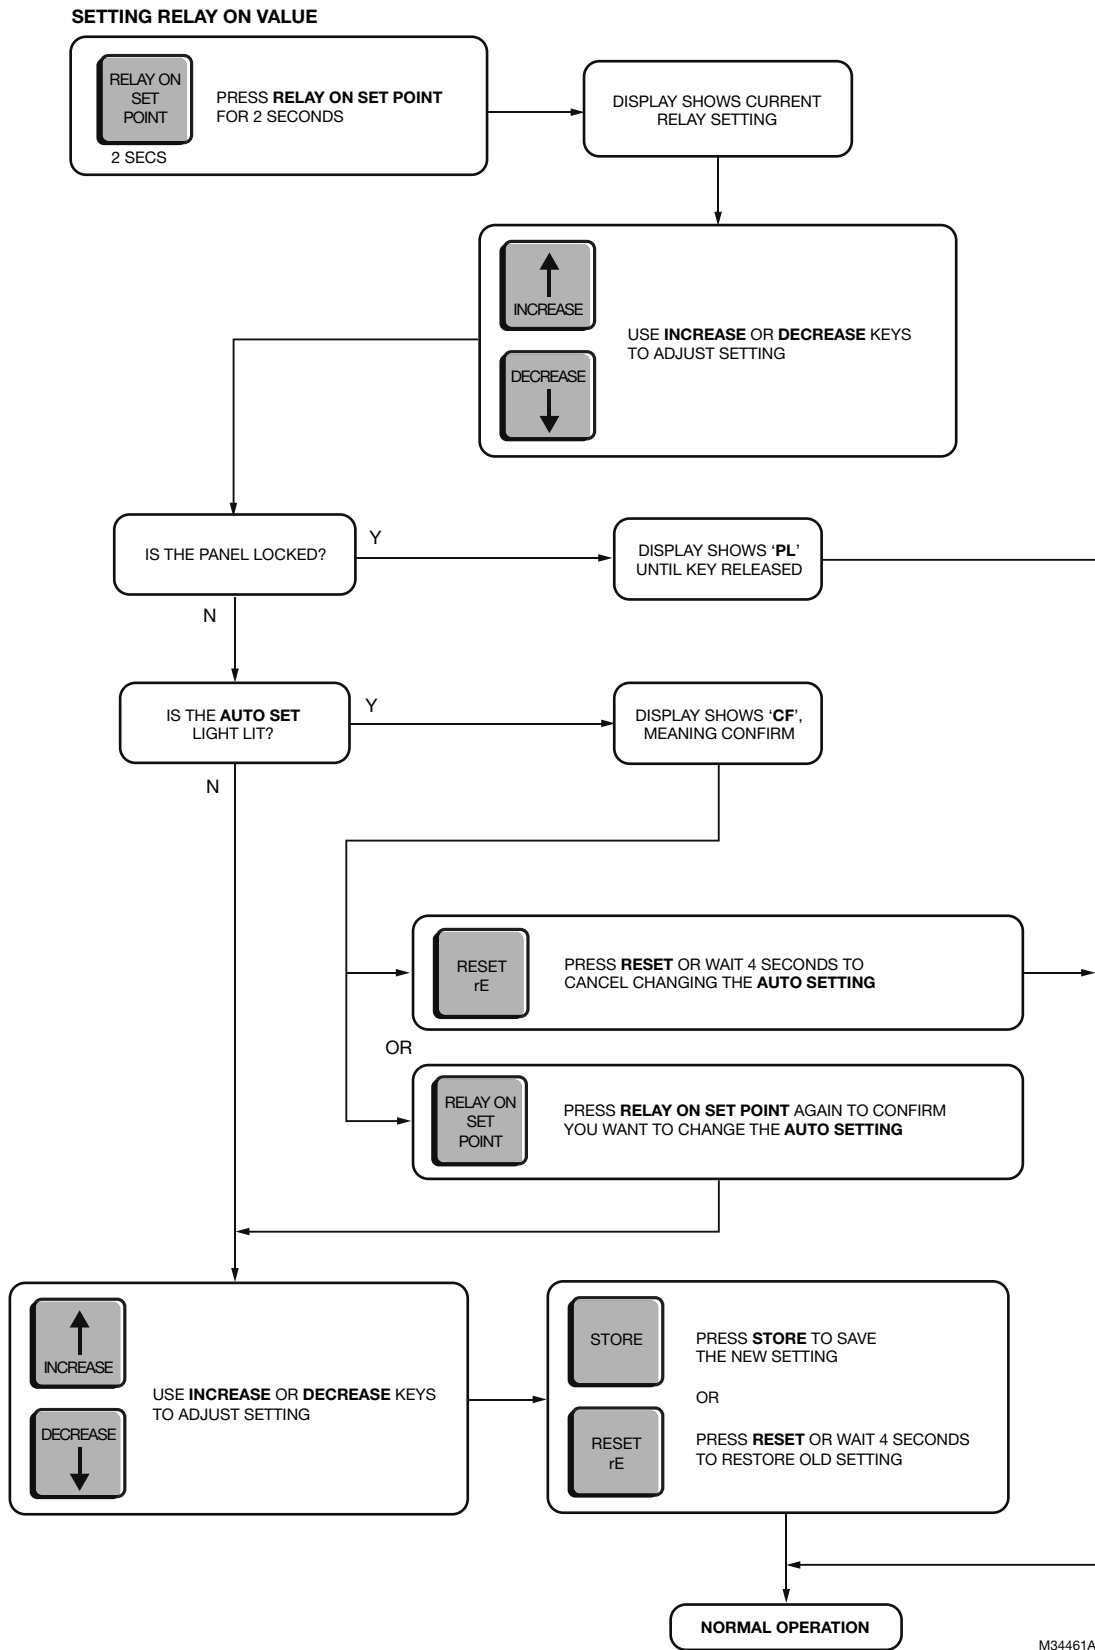 SETTING RELAY ON VALUE
RELAY ON
SET
POINT
2 SECS
PRESS RELAY ON SET POINT
FOR 2 SECONDS
DISPLAY SHOWS CURRENT
RELAY SETTING
INCREASE
DECREASE
USE INCREASE OR DECREASE KEYS
TO ADJUST SETTING
IS THE PANEL LOCKED?
Y
DISPLAY SHOWS ‘PL’
UNTIL KEY RELEASED
N
IS THE AUTO SET
LIGHT LIT?
Y
DISPLAY SHOWS ‘CF’,
MEANING CONFIRM
N
RESET
rE
PRESS RESET OR WAIT 4 SECONDS TO
CANCEL CHANGING THE AUTO SETTING
OR
RELAY ON
SET
POINT
PRESS RELAY ON SET POINT AGAIN TO CONFIRM
YOU WANT TO CHANGE THE AUTO SETTING
INCREASE
DECREASE
USE INCREASE OR DECREASE KEYS
TO ADJUST SETTING
STORE
PRESS STORE TO SAVE
THE NEW SETTING
OR
RESET
rE
PRESS RESET OR WAIT 4 SECONDS
TO RESTORE OLD SETTING
NORMAL OPERATION
M34461A